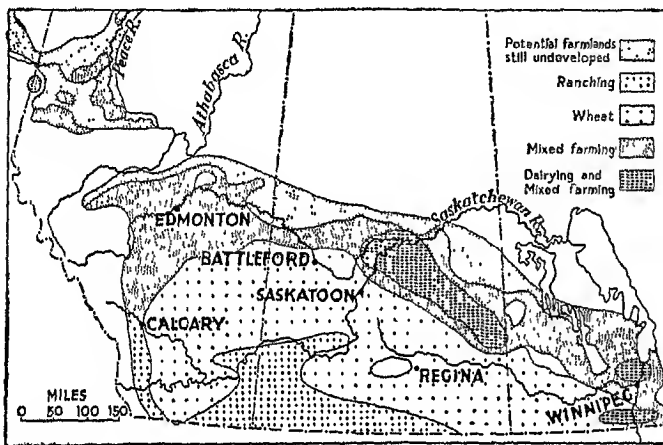 Peace R.
Athabasca R.
Potential farmlands
still undeveloped
Ranching
Wheat
Mixed farming
Dairying and
Mixed farming
Saskatchewan R.
EDMONTON
BATTLEFORD
SASKATOON
CALGARY
REGINA
WINNIPEG
MILES
0 50 100 150